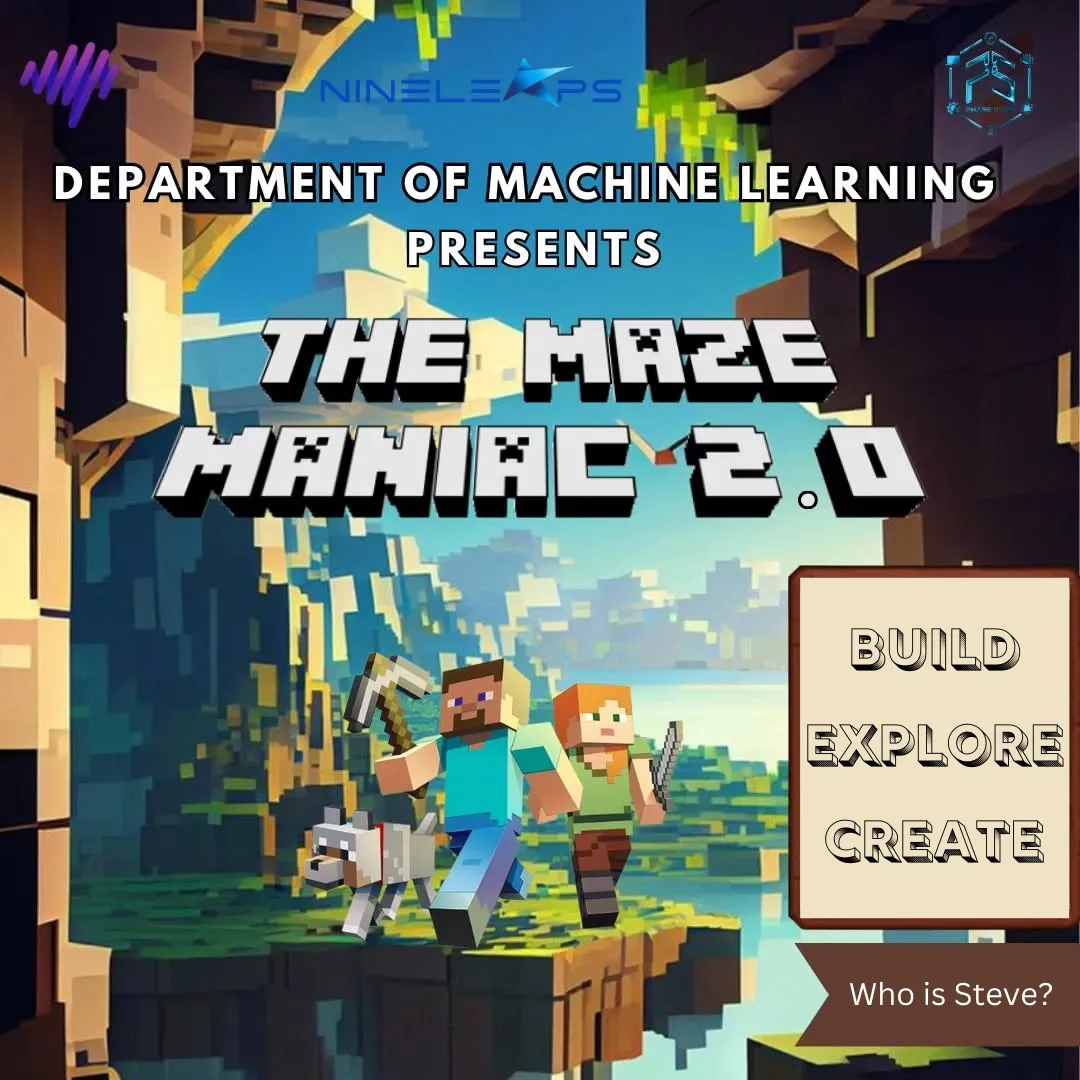 NINELEAPS
DEPARTMENT OF MACHINE LEARNING
PRESENTS
THE MAZE
MANIAC 2.0
BUILD
EXPLORE
CREATE
Who is Steve?